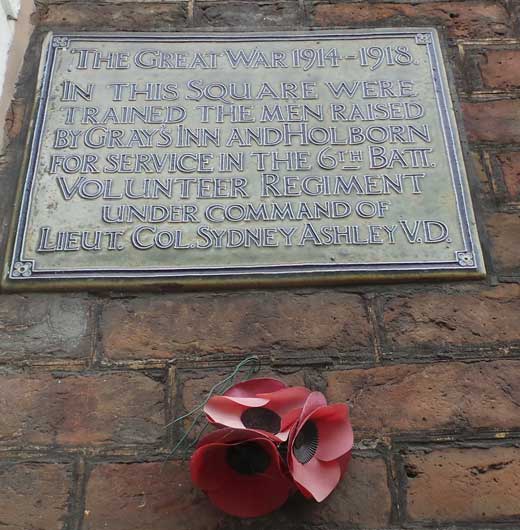 THE GREAT WAR 1914-1918.
IN THIS SQUARE WERE
TRAINED THE MEN RAISED
BY GRAY'S INN AND HOLBORN
FOR SERVICE IN THE 6TH BATT.
VOLUNTEER REGIMENT
UNDER COMMAND OF
LIEUT. COL. SYDNEY ASHLEY V.D.